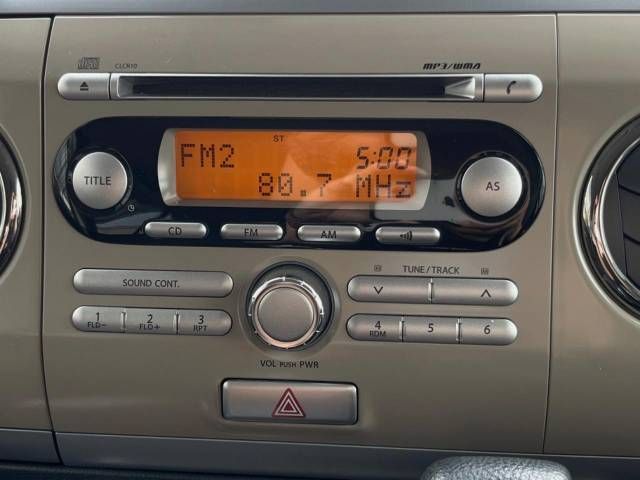 CLCR10
MP3/WMA
ST
FM2 5:00
80.7 MHz
TITLE
AS
CD FM AM
SOUND CONT.
TUNE/TRACK
1 FLD− 2 FLD+ 3 RPT
4 RDM 5 6
VOL PUSH PWR